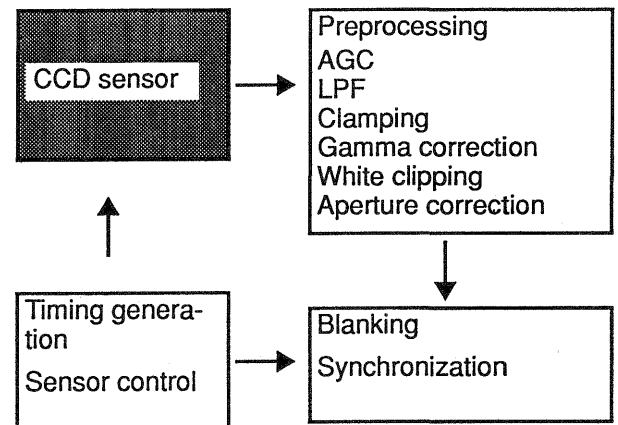 CCD sensor
Preprocessing
AGC
LPF
Clamping
Gamma correction
White clipping
Aperture correction
Timing genera-
tion
Sensor control
Blanking
Synchronization